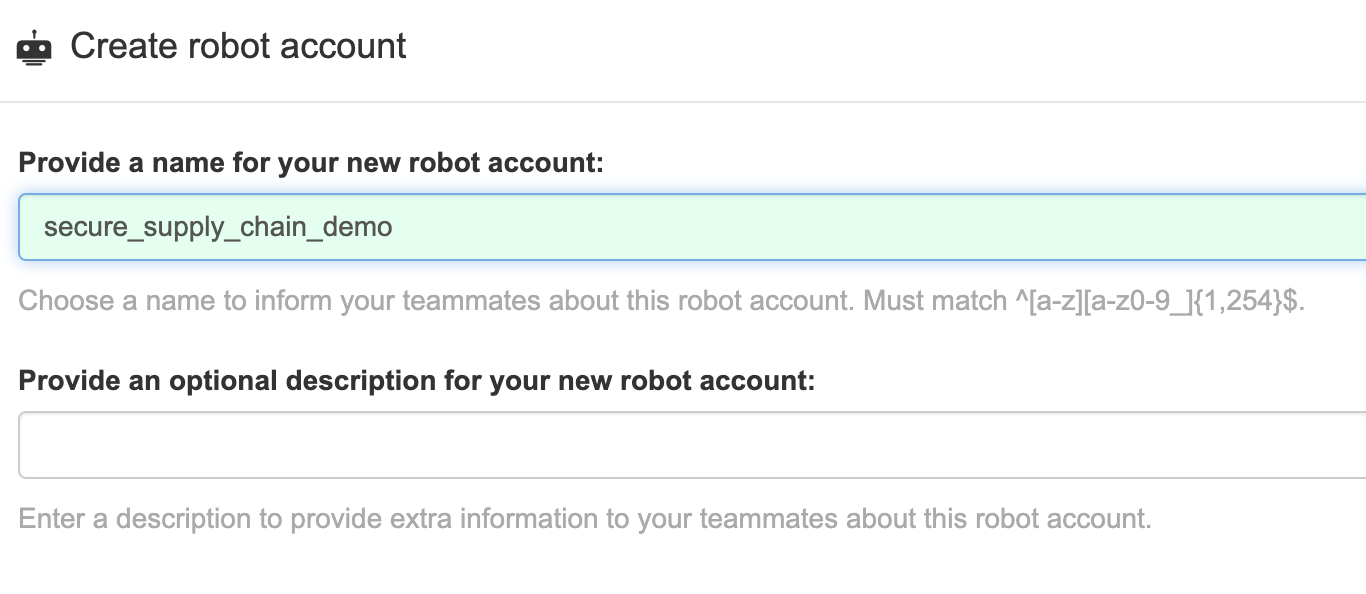 Create robot account
Provide a name for your new robot account:
secure_supply_chain_demo
Choose a name to inform your teammates about this robot account. Must match ^[a-z][a-z0-9_]{1,254}$.
Provide an optional description for your new robot account:
Enter a description to provide extra information to your teammates about this robot account.